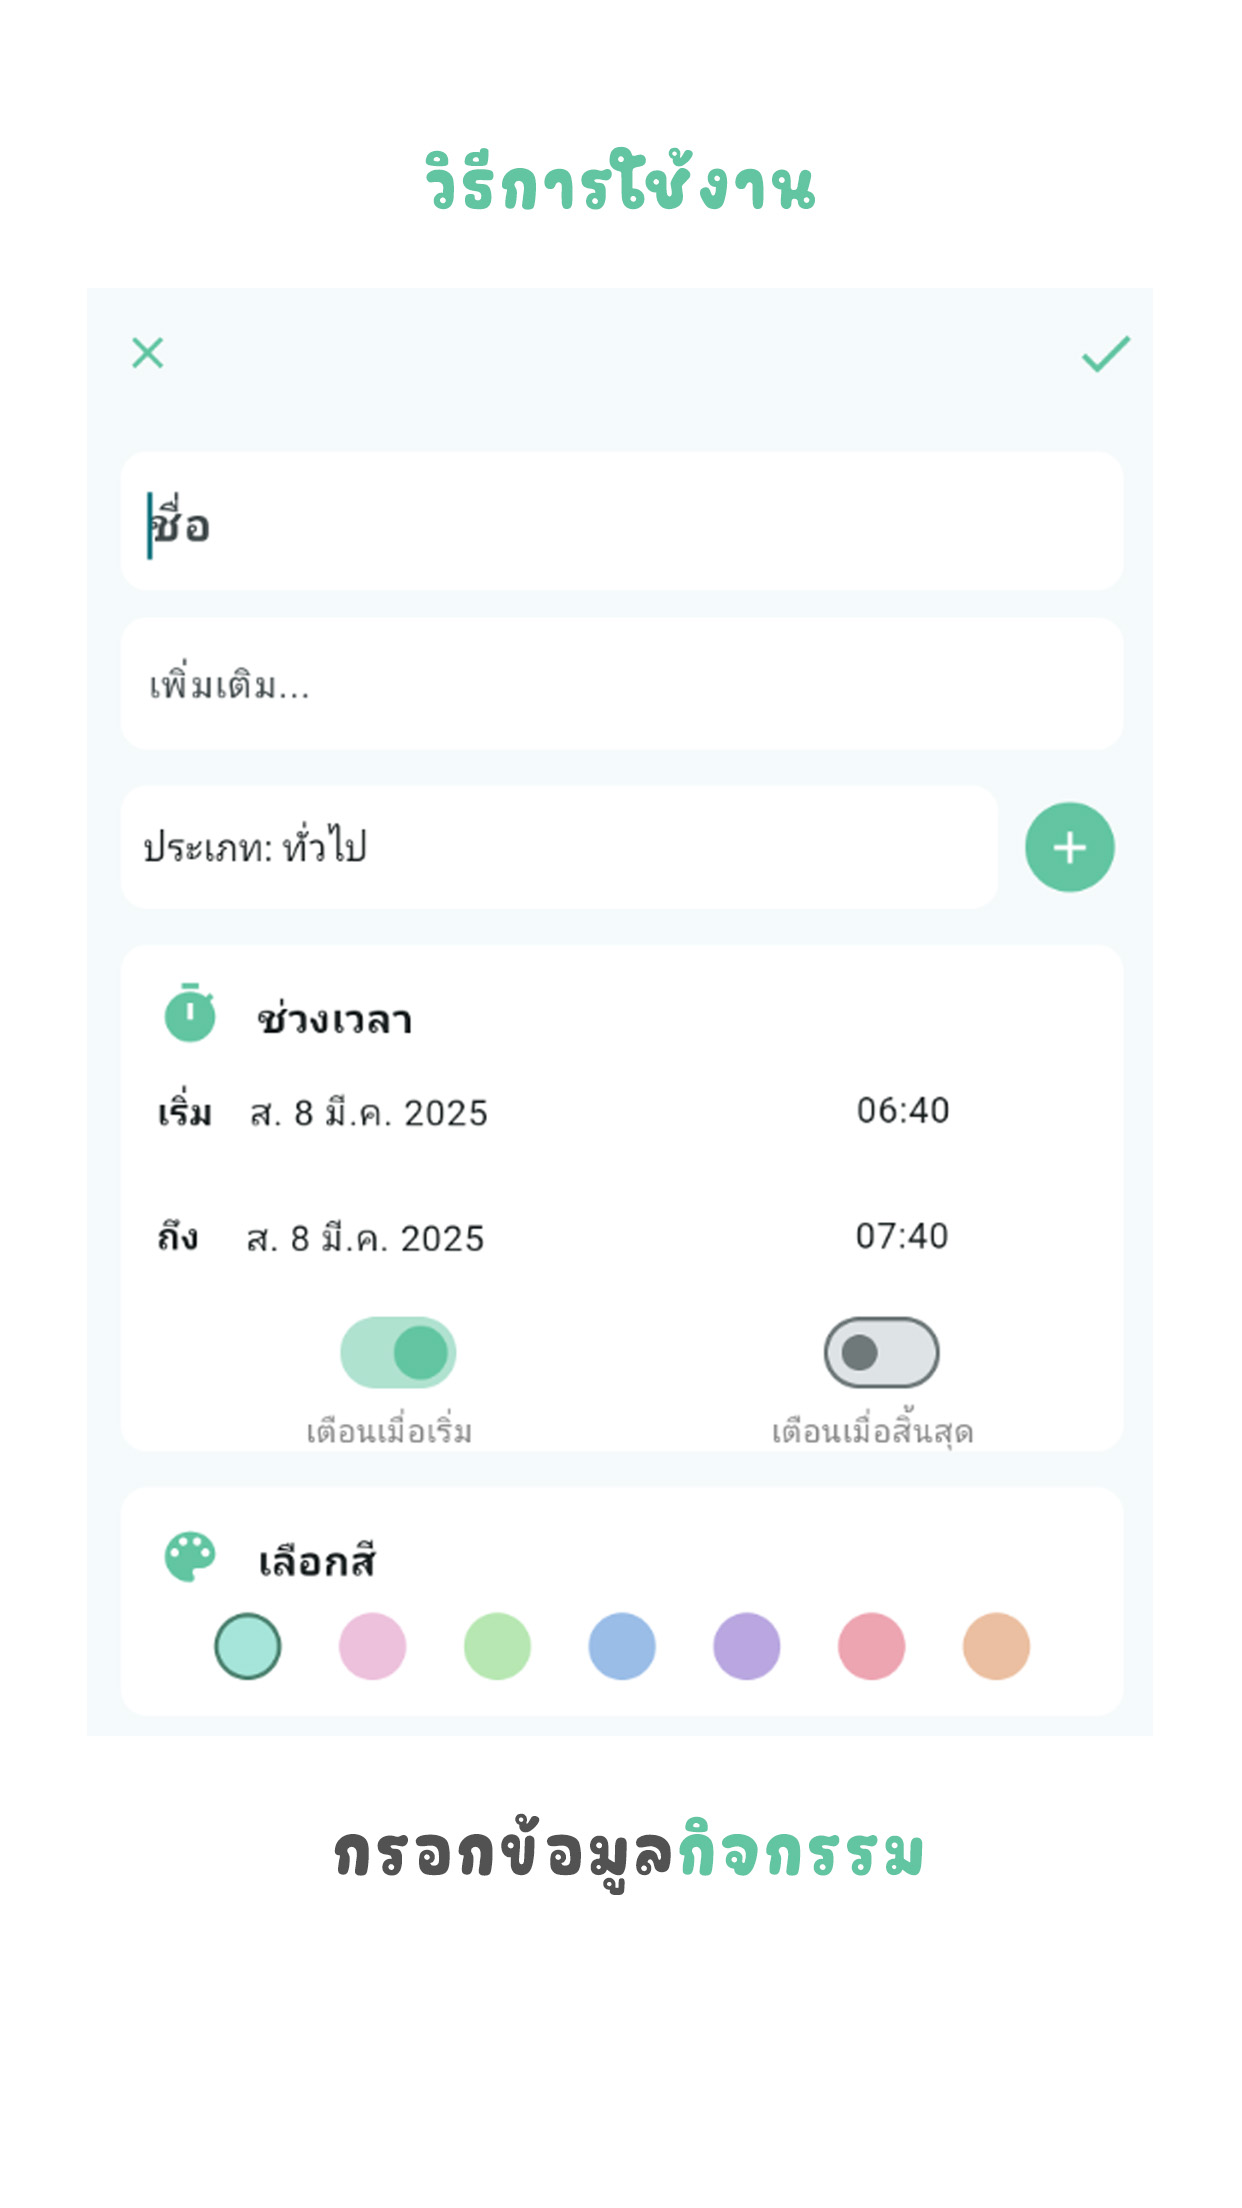 วิธีการใช้งาน
ชื่อ
เพิ่มเติม...
ประเภท: ทั่วไป
ช่วงเวลา
เริ่ม ส. 8 มี.ค. 2025 06:40
ถึง ส. 8 มี.ค. 2025 07:40
เตือนเมื่อเริ่ม เตือนเมื่อสิ้นสุด
เลือกสี
กรอกข้อมูลกิจกรรม